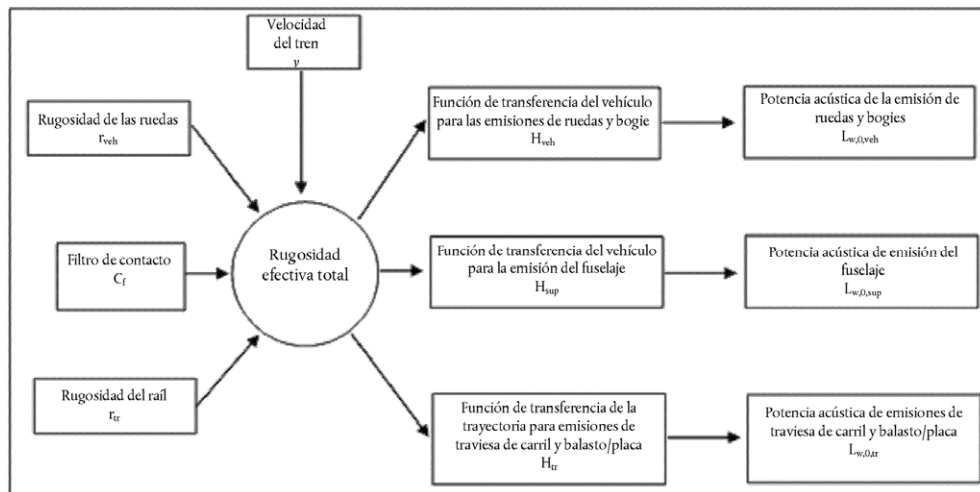 Velocidad
del tren
v
Rugosidad de las ruedas
r_veh
Filtro de contacto
C_f
Rugosidad del raíl
r_tr
Rugosidad
efectiva total
Función de transferencia del vehículo
para las emisiones de ruedas y bogie
H_veh
Función de transferencia del vehículo
para la emisión del fuselaje
H_sup
Función de transferencia de la
trayectoria para emisiones de
traviesa de carril y balasto/placa
H_tr
Potencia acústica de la emisión de
ruedas y bogies
L_w,0,veh
Potencia acústica de emisión del
fuselaje
L_w,0,sup
Potencia acústica de emisiones de
traviesa de carril y balasto/placa
L_w,0,tr